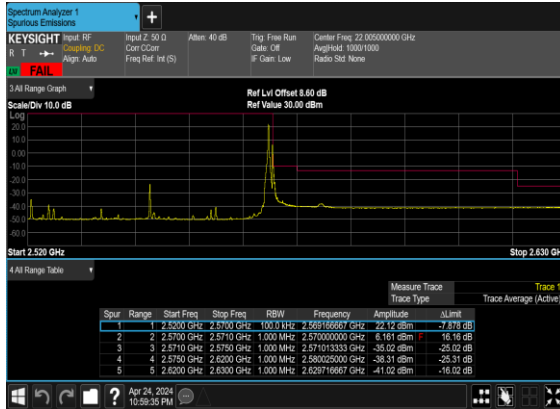 Spectrum Analyzer 1
Spurious Emissions
+
KEYSIGHT Input: RF Input Z: 50 Ω Atten: 40 dB Trig: Free Run Center Freq: 22.005000000 GHz
R T Coupling: DC Corr CCorr Gate: Off Avg|Hold: 1000/1000
Align: Auto Freq Ref: Int (S) IF Gain: Low Radio Std: None
FAIL
3 All Range Graph
Ref Lvl Offset 8.60 dB
Scale/Div 10.0 dB Ref Value 30.00 dBm
Log
20.0
10.0
0.00
-10.0
-20.0
-30.0
-40.0
-50.0
-60.0
Start 2.520 GHz Stop 2.630 GH
4 All Range Table
Measure Trace Trace 1
Trace Type Trace Average (Active)
Spur Range Start Freq Stop Freq RBW Frequency Amplitude ΔLimit
1 1 2.5200 GHz 2.5700 GHz 100.0 kHz 2.569166667 GHz 22.12 dBm -7.878 dB
2 2 2.5700 GHz 2.5710 GHz 1.000 MHz 2.570000000 GHz 6.161 dBm F 16.16 dB
3 3 2.5710 GHz 2.5750 GHz 1.000 MHz 2.571013333 GHz -35.02 dBm -25.02 dB
4 4 2.5750 GHz 2.6200 GHz 1.000 MHz 2.580025000 GHz -38.31 dBm -25.31 dB
5 5 2.6200 GHz 2.6300 GHz 1.000 MHz 2.629716667 GHz -41.02 dBm -16.02 dB
? Apr 24, 2024
10:59:35 PM